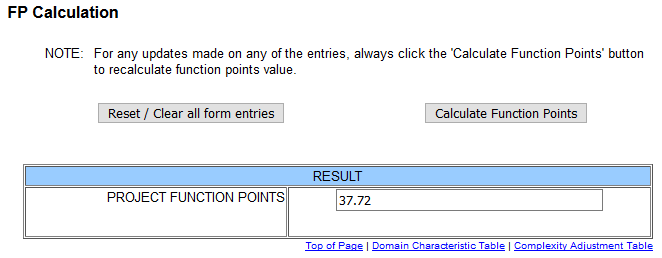 FP Calculation
NOTE: For any updates made on any of the entries, always click the 'Calculate Function Points' button
to recalculate function points value.
Reset / Clear all form entries
Calculate Function Points
RESULT
PROJECT FUNCTION POINTS 37.72
Top of Page | Domain Characteristic Table | Complexity Adjustment Table